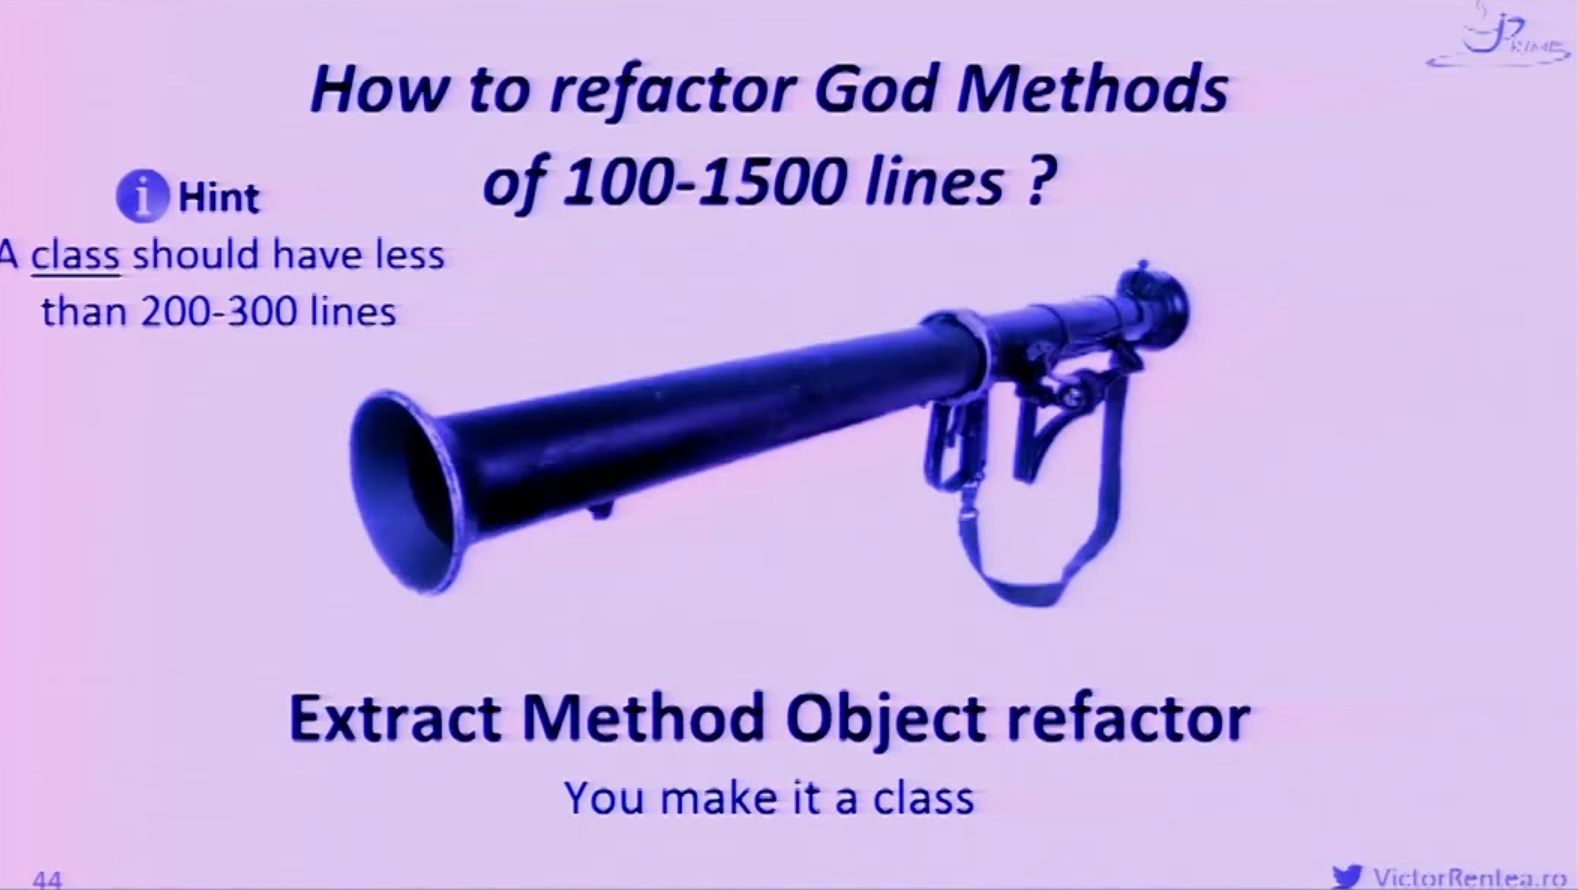 How to refactor God Methods
of 100-1500 lines ?
i Hint
A class should have less
than 200-300 lines
Extract Method Object refactor
You make it a class
44
VictorRentea.ro
JPRIME